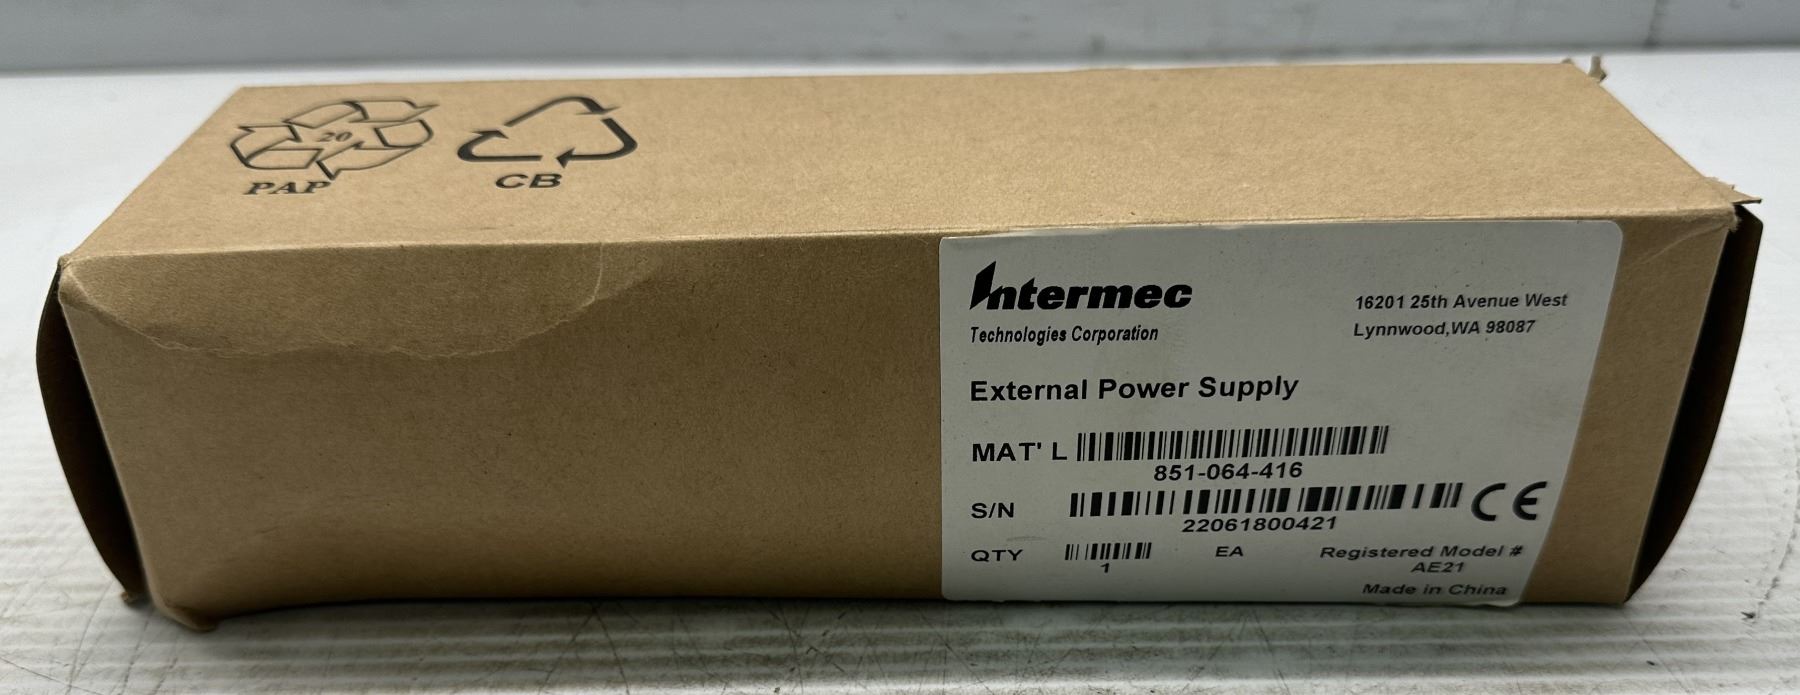 20
PAP
CB
Intermec
Technologies Corporation
16201 25th Avenue West
Lynnwood,WA 98087
External Power Supply
MAT' L
851-064-416
S/N
22061800421
CE
QTY
1
EA
Registered Model #
AE21
Made in China